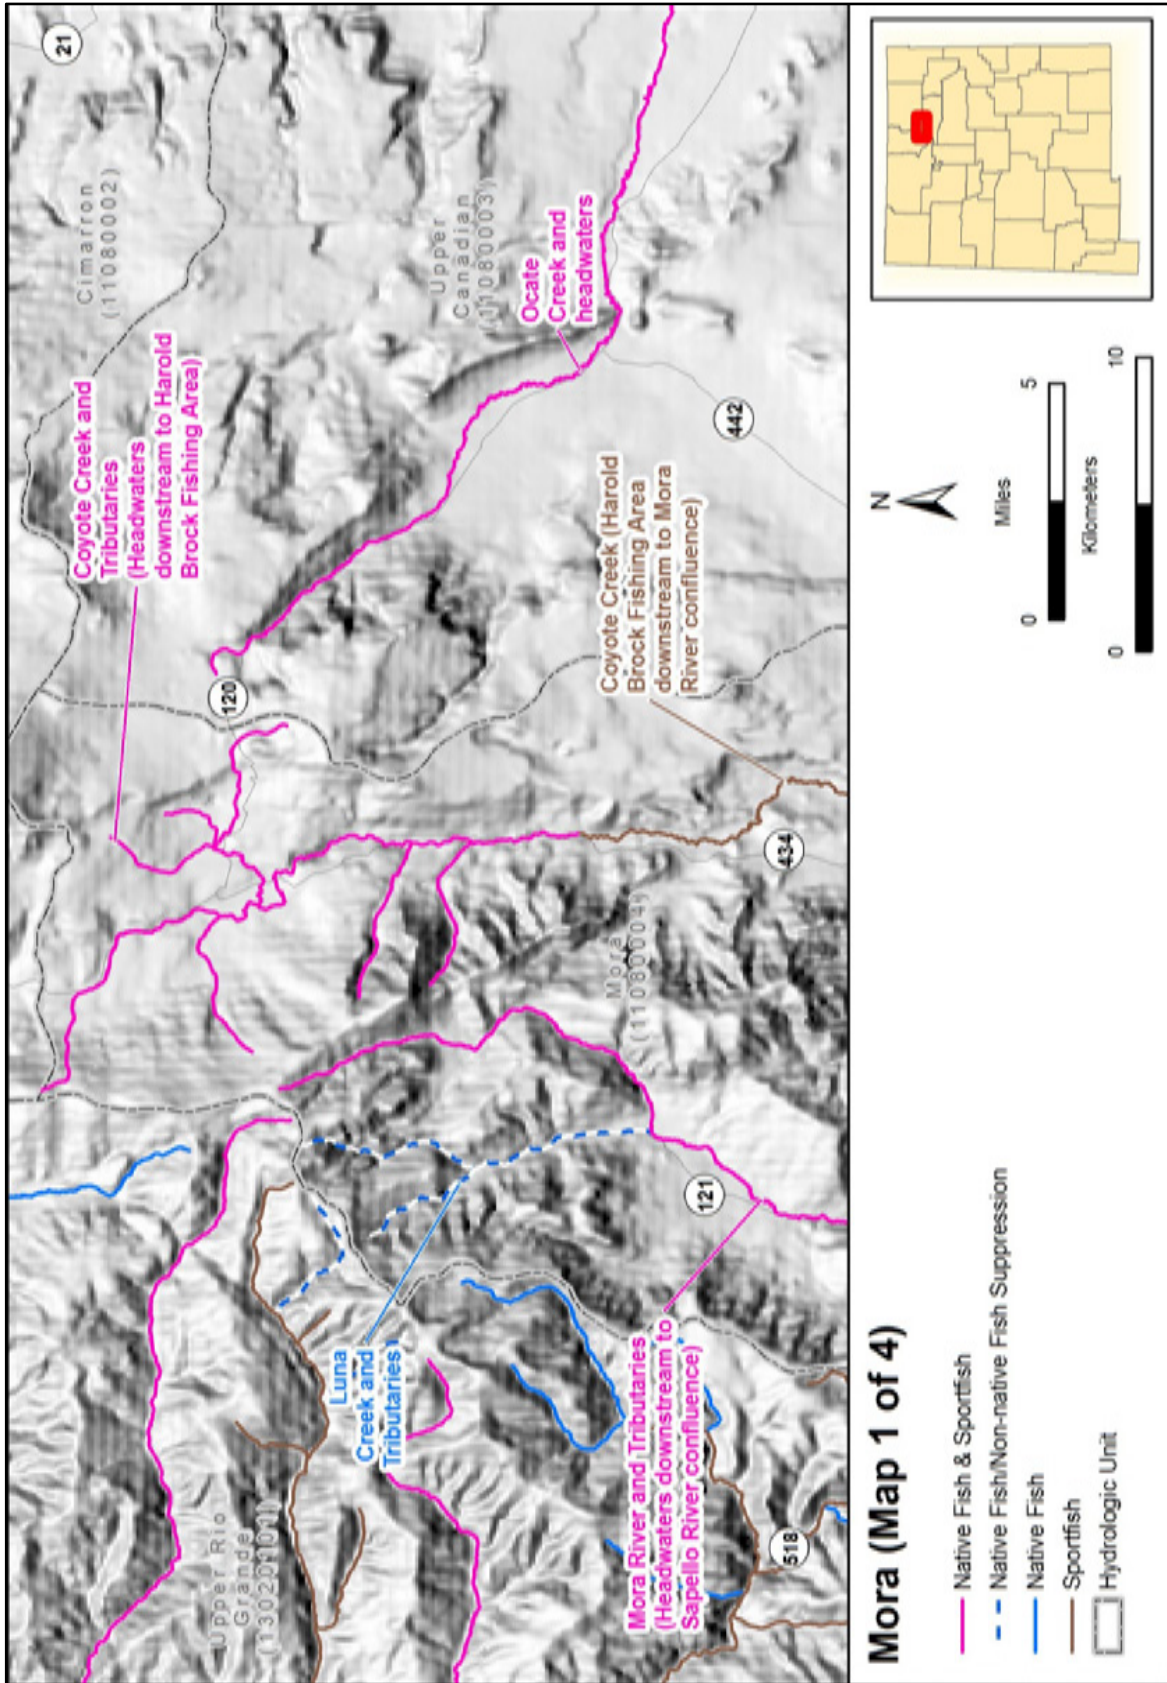 21
Cimarron
(11080002)
Coyote Creek and
Tributaries
(Headwaters
downstream to Harold
Brock Fishing Area)
Upper
Canadian
(11080003)
Ocate
Creek and
headwaters
120
442
Coyote Creek (Harold
Brock Fishing Area
downstream to Mora
River confluence)
434
Mora
(11080004)
121
Luna
Creek and
Tributaries
Mora River and Tributaries
(Headwaters downstream to
Sapello River confluence)
Upper Rio
Grande
(13020101)
518
Mora (Map 1 of 4)
Native Fish & Sportfish
Native Fish/Non-native Fish Suppression
Native Fish
Sportfish
Hydrologic Unit
N
Miles
0 5
Kilometers
0 10